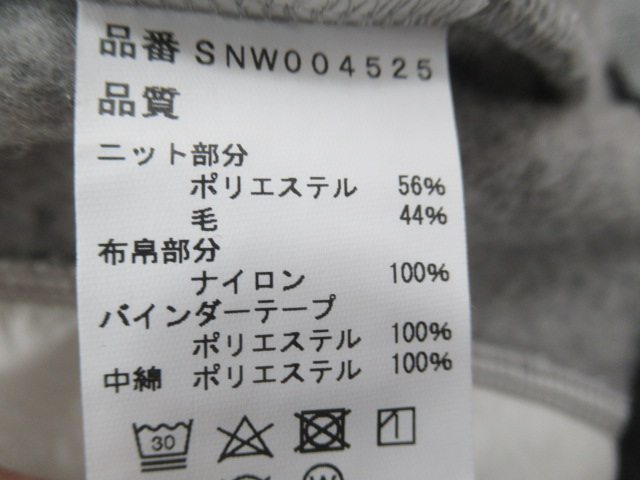 品番 SNW004525
品質
ニット部分
ポリエステル 56%
毛 44%
布帛部分
ナイロン 100%
バインダーテープ
ポリエステル 100%
中綿 ポリエステル 100%
30
W